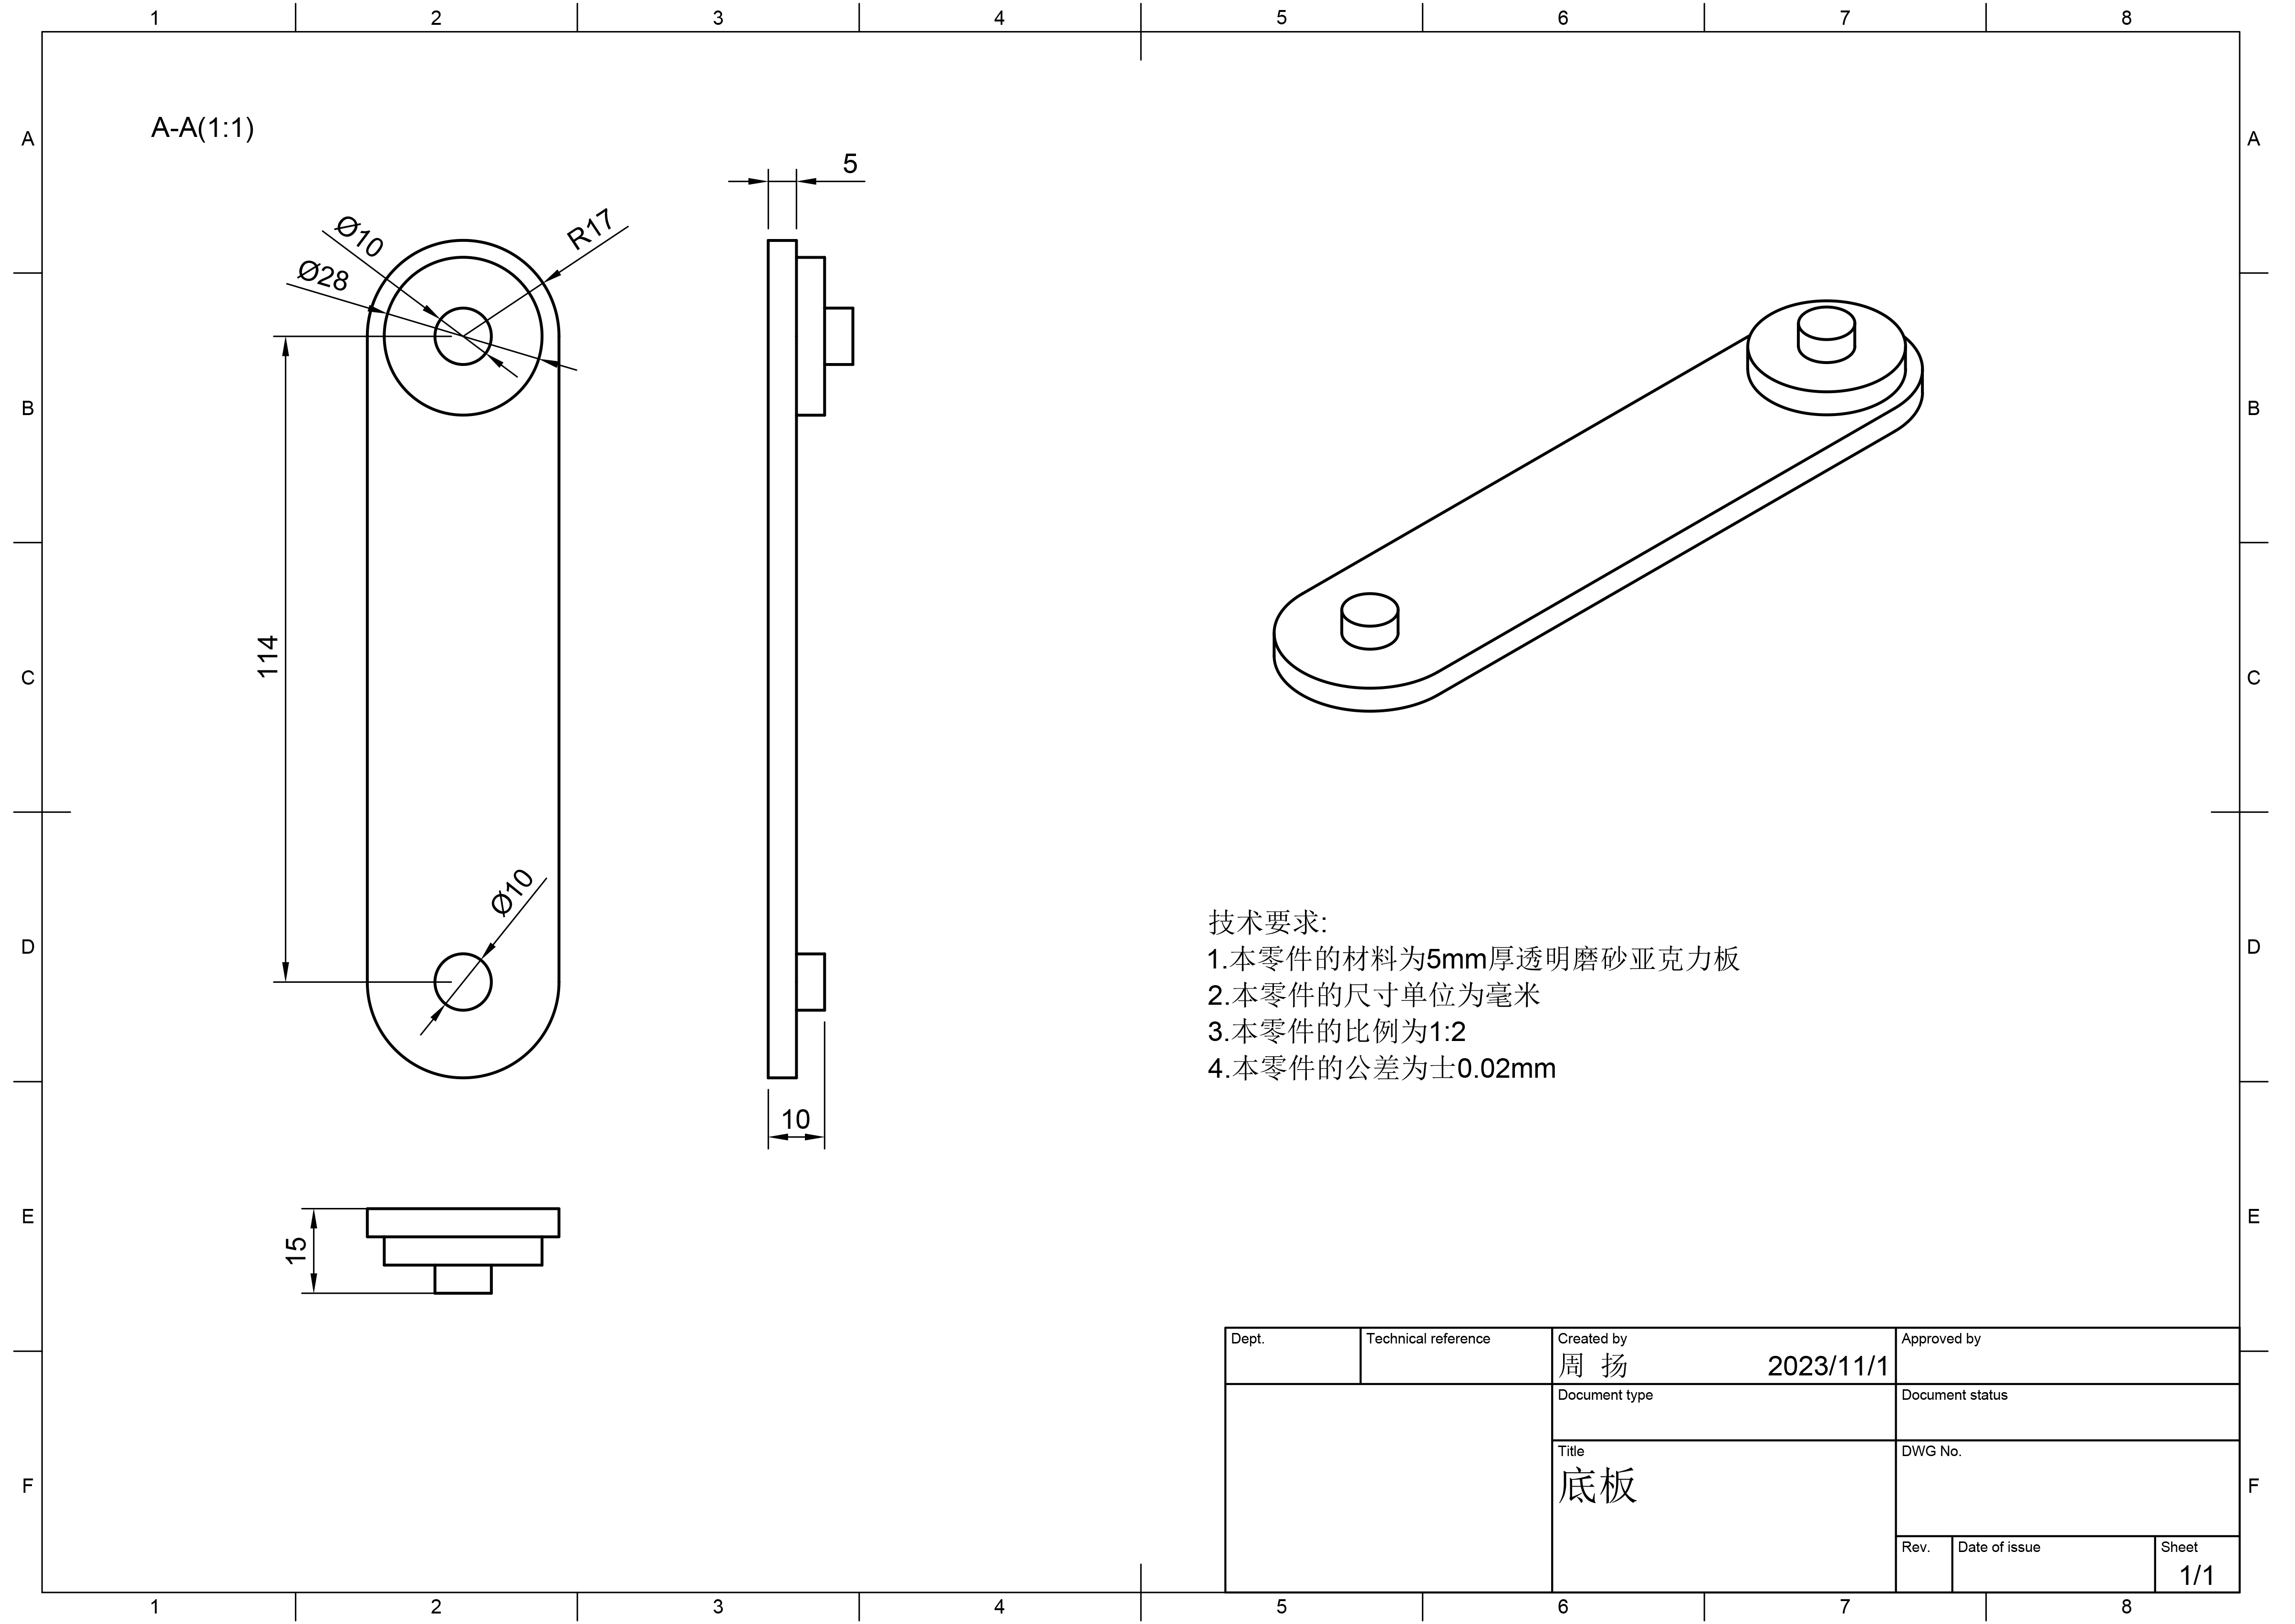 1 2 3 4 5 6 7 8
A A
A-A(1:1)
5
Ø10
R17
Ø28
B B
114
C C
Ø10
技术要求:
D D
1.本零件的材料为5mm厚透明磨砂亚克力板
2.本零件的尺寸单位为毫米
3.本零件的比例为1:2
4.本零件的公差为士0.02mm
10
E E
15
Dept. Technical reference Created by Approved by
周 扬 2023/11/1
Document type Document status
Title DWG No.
底板
F F
Rev. Date of issue Sheet
1/1
1 2 3 4 5 6 7 8